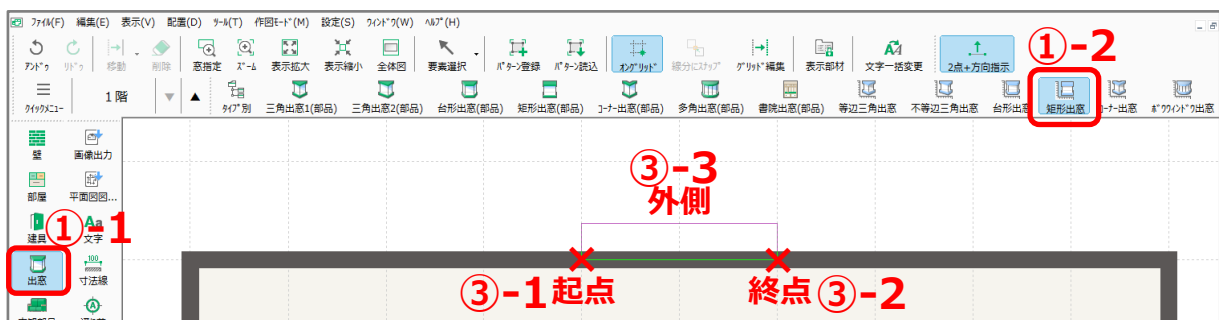 ﾌｧｲﾙ(F) 編集(E) 表示(V) 配置(D) ﾂｰﾙ(T) 作図ﾓｰﾄﾞ(M) 設定(S) ｳｨﾝﾄﾞｳ(W) ﾍﾙﾌﾟ(H)
ｱﾝﾄﾞｩ ﾘﾄﾞｩ 移動 削除 窓指定 ｽﾞｰﾑ 表示拡大 表示縮小 全体図 要素選択 ﾊﾟﾀｰﾝ登録 ﾊﾟﾀｰﾝ読込 ｵﾝｸﾞﾘｯﾄﾞ 線分にｽﾅｯﾌﾟ ｸﾞﾘｯﾄﾞ編集 表示部材 文字一括変更 2点+方向指示
①-2
ｸｲｯｸﾒﾆｭｰ 1階 ▼ ▲ ﾀｲﾌﾟ別 三角出窓1(部品) 三角出窓2(部品) 台形出窓(部品) 矩形出窓(部品) ｺｰﾅｰ出窓(部品) 多角出窓(部品) 書院出窓(部品) 等辺三角出窓 不等辺三角出窓 台形出窓 矩形出窓 ｺｰﾅｰ出窓 ﾎﾞｳｳｨﾝﾄﾞｳ出窓
壁 画像出力
部屋 平面図図...
建具 Aa 文字
①-1
出窓 100 寸法線
③-3
外側
③-1 起点
終点 ③-2